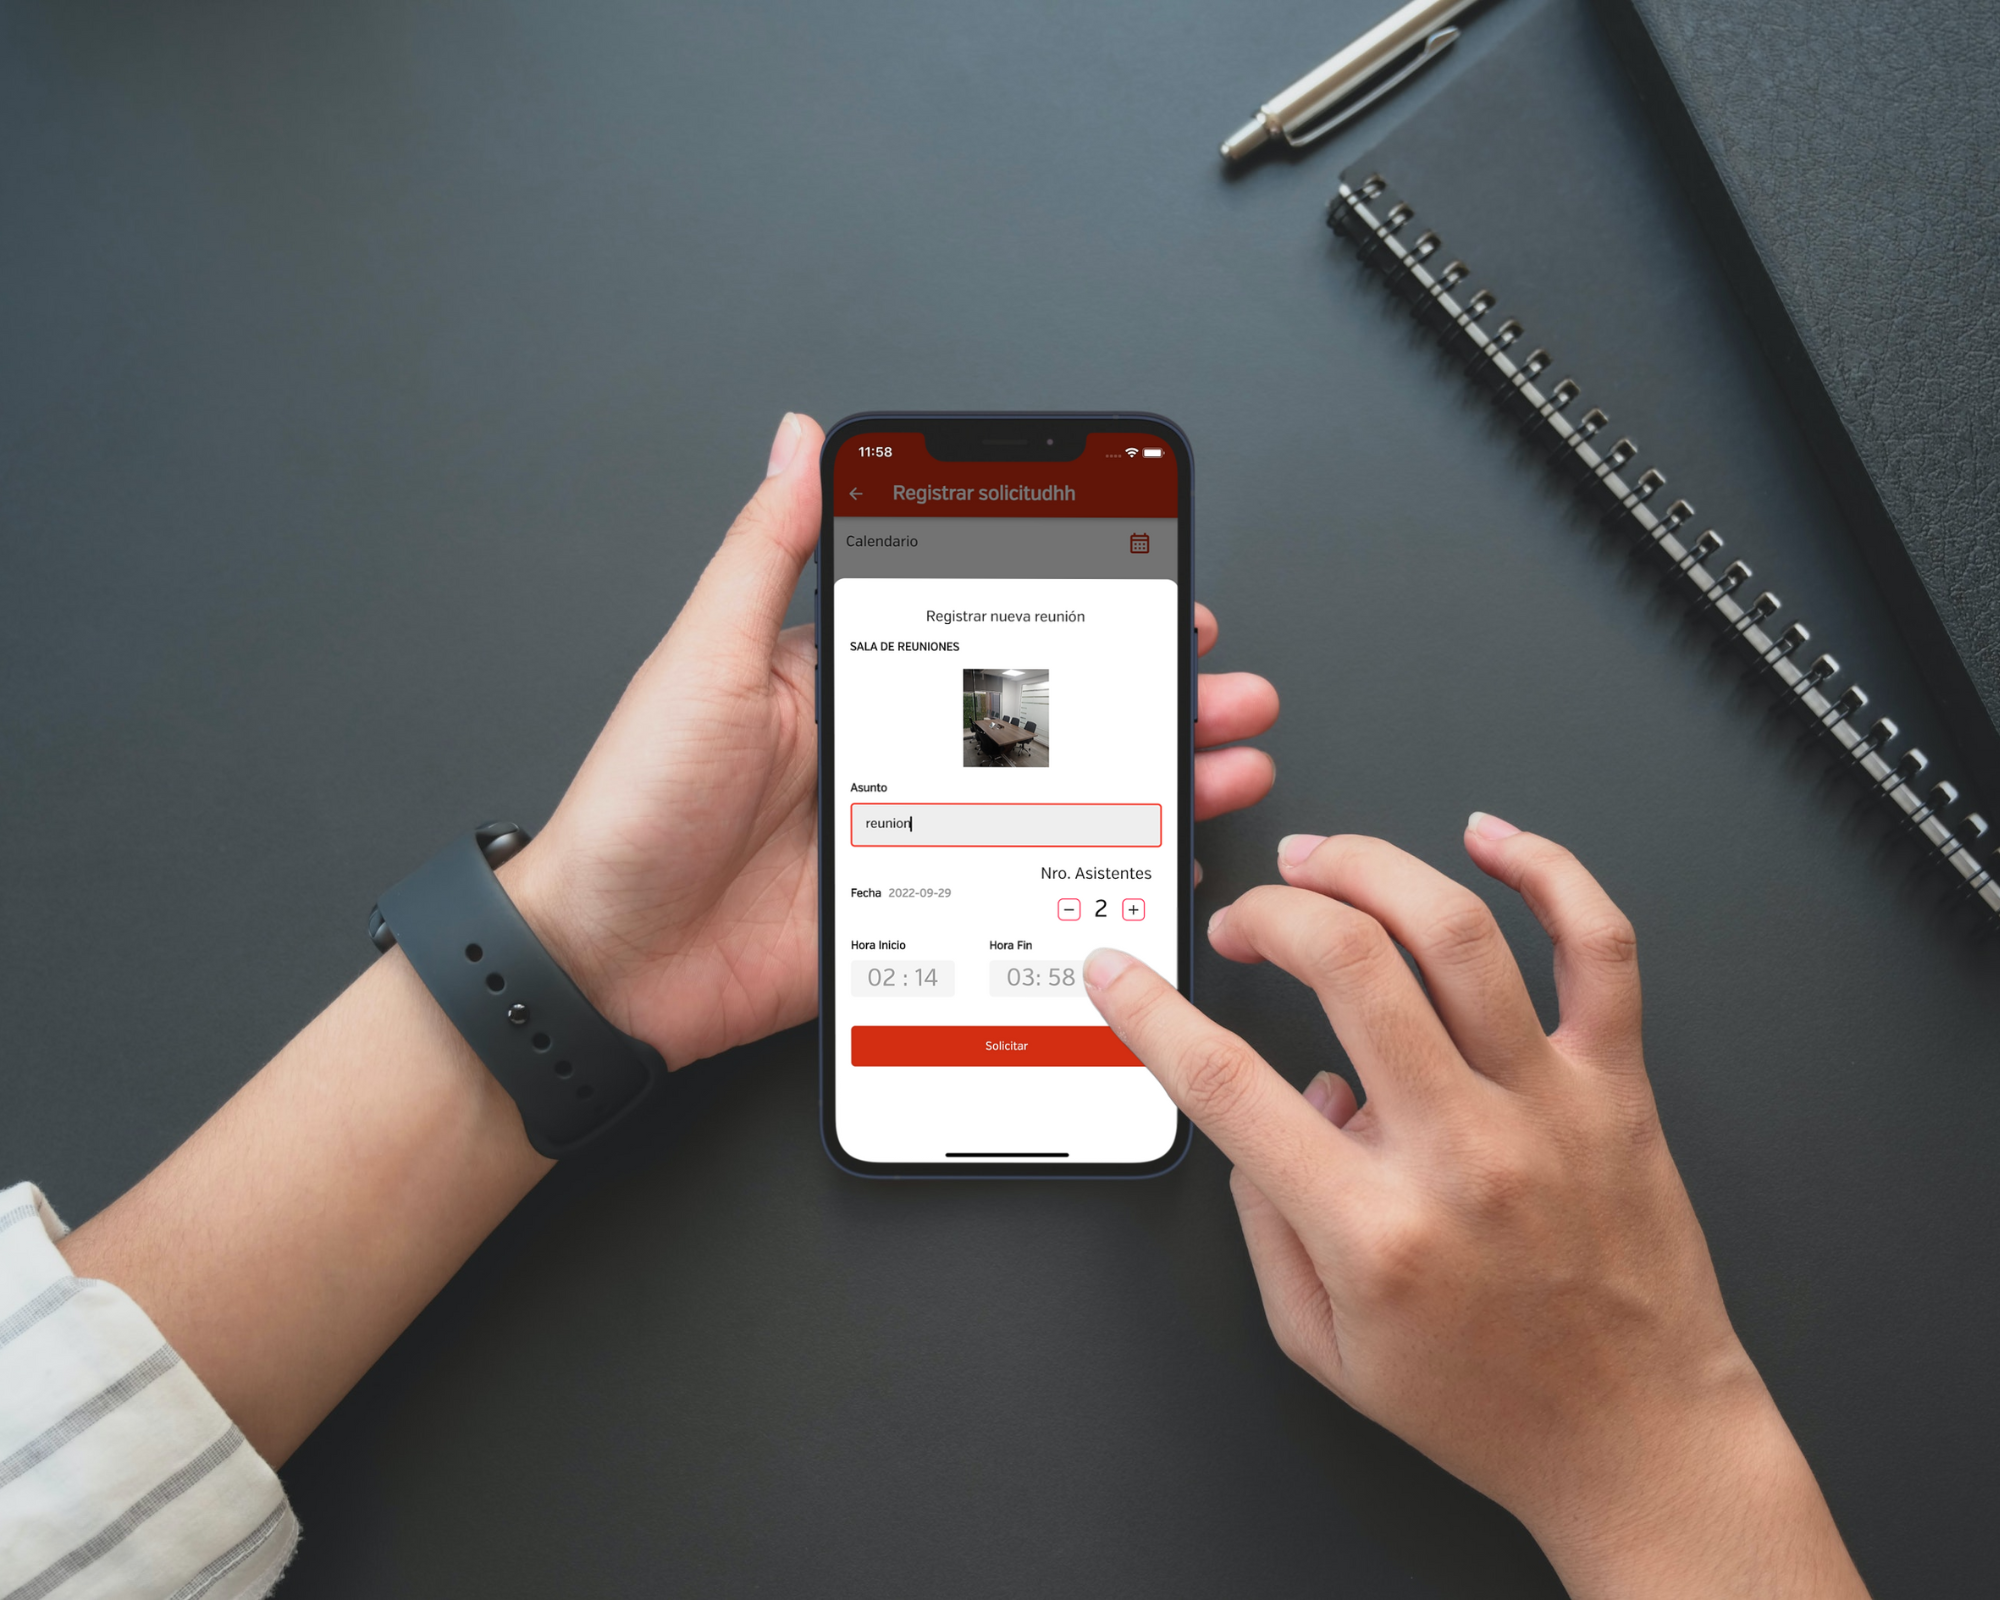 11:58
Registrar solicitudhh
Calendario
Registrar nueva reunión
SALA DE REUNIONES
Asunto
reunion
Nro. Asistentes
Fecha 2022-09-29
2
Hora Inicio Hora Fin
02 : 14 03: 58
Solicitar